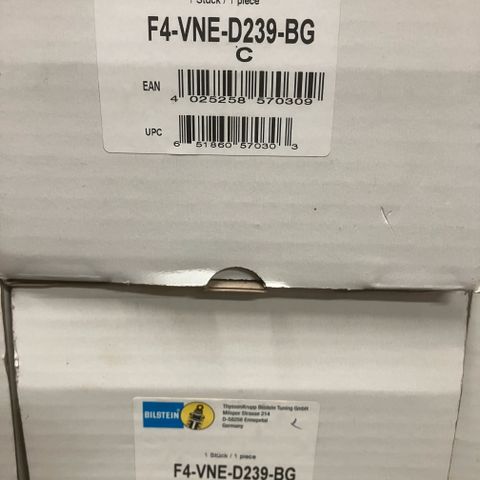 1 Stück / 1 piece
F4-VNE-D239-BG
C
EAN
4 025258 570309
UPC
6 51860 57030 3
BILSTEIN
ThyssenKrupp Bilstein Tuning GmbH
Milsper Strasse 214
D-58256 Ennepetal
Germany
1 Stück / 1 piece
F4-VNE-D239-BG